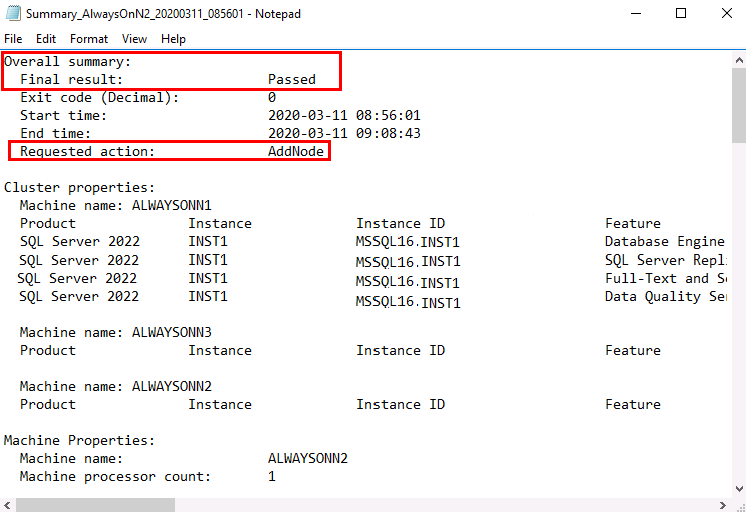 Summary_AlwaysOnN2_20200311_085601 - Notepad
File Edit Format View Help
Overall summary:
Final result: Passed
Exit code (Decimal): 0
Start time: 2020-03-11 08:56:01
End time: 2020-03-11 09:08:43
Requested action: AddNode
Cluster properties:
Machine name: ALWAYSONN1
Product Instance Instance ID Feature
SQL Server 2022 INST1 MSSQL16.INST1 Database Engine
SQL Server 2022 INST1 MSSQL16.INST1 SQL Server Repl
SQL Server 2022 INST1 MSSQL16.INST1 Full-Text and Se
SQL Server 2022 INST1 MSSQL16.INST1 Data Quality Ser
Machine name: ALWAYSONN3
Product Instance Instance ID Feature
Machine name: ALWAYSONN2
Product Instance Instance ID Feature
Machine Properties:
Machine name: ALWAYSONN2
Machine processor count: 1